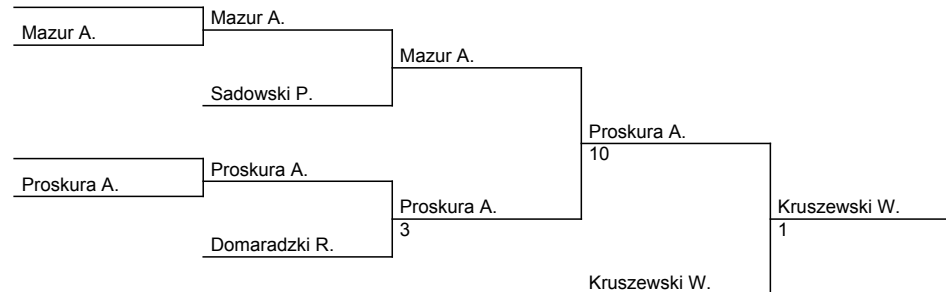 Mazur A.
Mazur A.
Mazur A.
Sadowski P.
Proskura A.
10
Proskura A.
Proskura A.
Proskura A.
3
Kruszewski W.
1
Domaradzki R.
Kruszewski W.